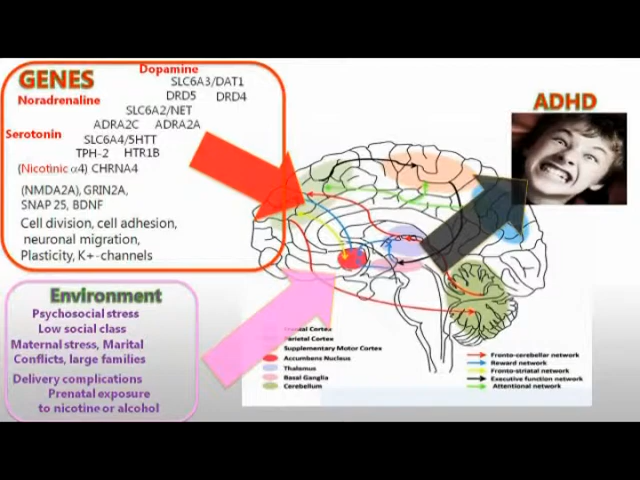 GENES
Dopamine
SLC6A3/DAT1
Noradrenaline
DRD5 DRD4
SLC6A2/NET
ADRA2C ADRA2A
Serotonin
SLC6A4/5HTT
TPH-2 HTR1B
(Nicotinic α4) CHRNA4
(NMDA2A), GRIN2A,
SNAP 25, BDNF
Cell division, cell adhesion,
neuronal migration,
Plasticity, K+-channels
ADHD
Environment
Psychosocial stress
Low social class
Maternal stress, Marital
Conflicts, large families
Delivery complications
Prenatal exposure
to nicotine or alcohol
Cortex
Parietal Cortex
Supplementary Motor Cortex
Accumbens Nucleus
Thalamus
Basal Ganglia
Cerebellum
Fronto-cerebellar network
Reward network
Fronto-striatal network
Executive function network
Attentional network